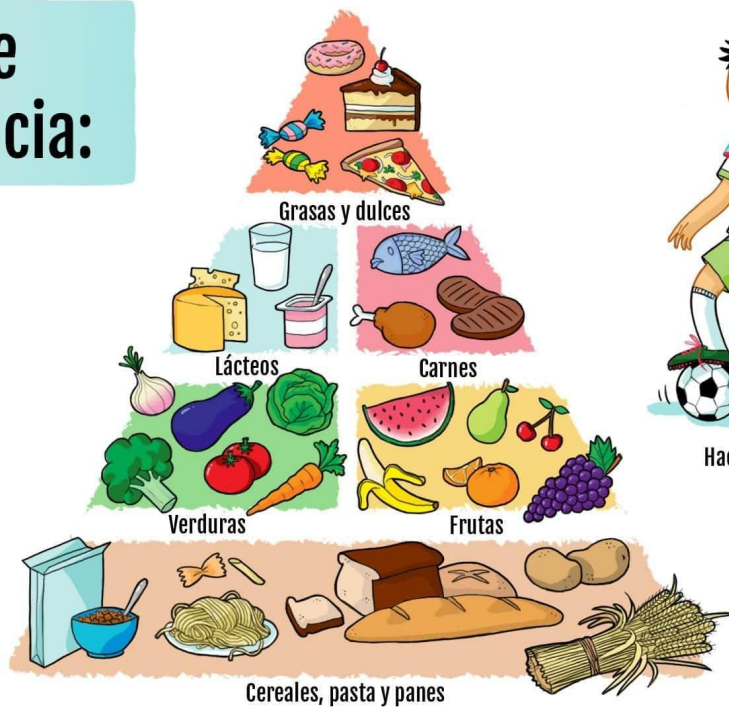 cia:
Grasas y dulces
Lácteos
Carnes
Verduras
Frutas
Cereales, pasta y panes